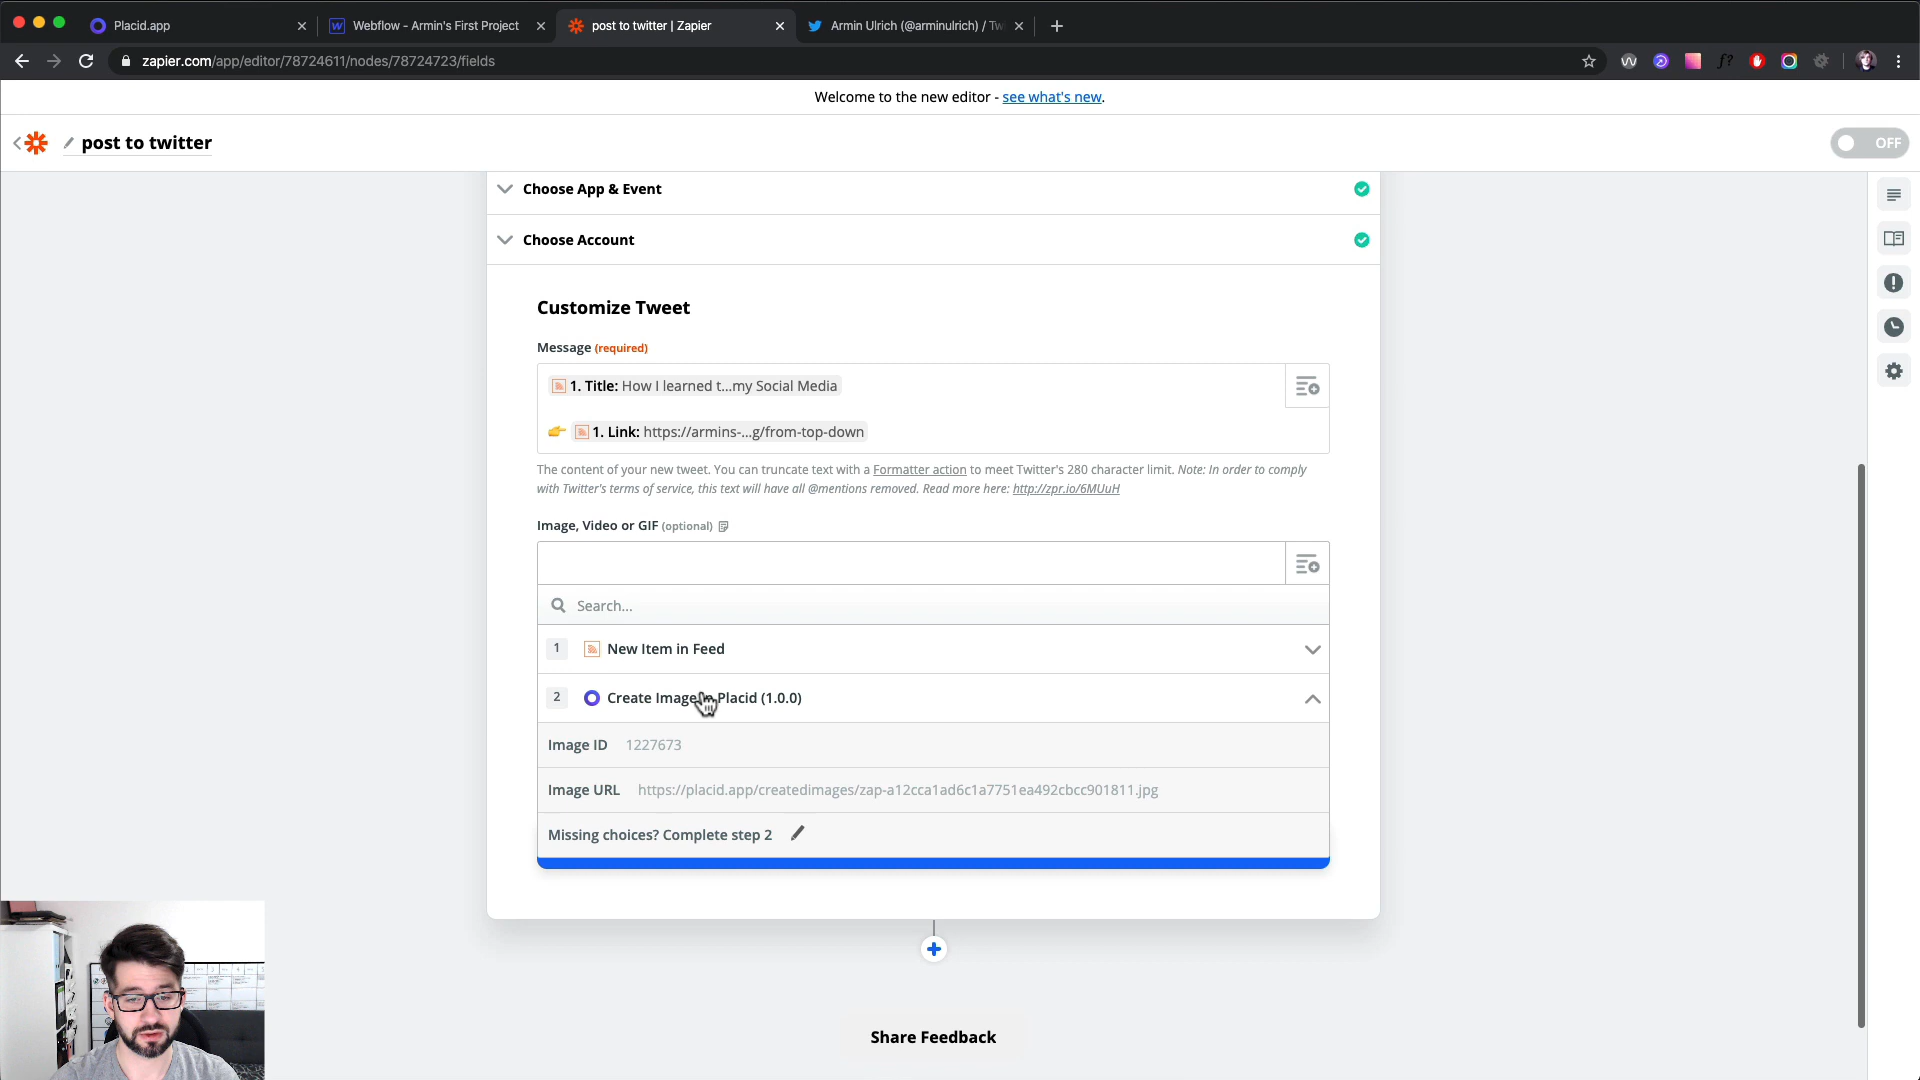 Placid.app
Webflow - Armin's First Project
post to twitter | Zapier
Armin Ulrich (@arminulrich) / Tw
zapier.com/app/editor/78724611/nodes/78724723/fields
f?
Welcome to the new editor - see what's new.
post to twitter
OFF
Choose App & Event
Choose Account
Customize Tweet
Message (required)
1. Title: How I learned t...my Social Media
👉 1. Link: https://armins-...g/from-top-down
The content of your new tweet. You can truncate text with a Formatter action to meet Twitter's 280 character limit. Note: In order to comply
with Twitter's terms of service, this text will have all @mentions removed. Read more here: http://zpr.io/6MUuH
Image, Video or GIF (optional)
Search...
1 New Item in Feed
2 Create Image Placid (1.0.0)
Image ID 1227673
Image URL https://placid.app/createdimages/zap-a12cca1ad6c1a7751ea492cbcc901811.jpg
Missing choices? Complete step 2
Share Feedback